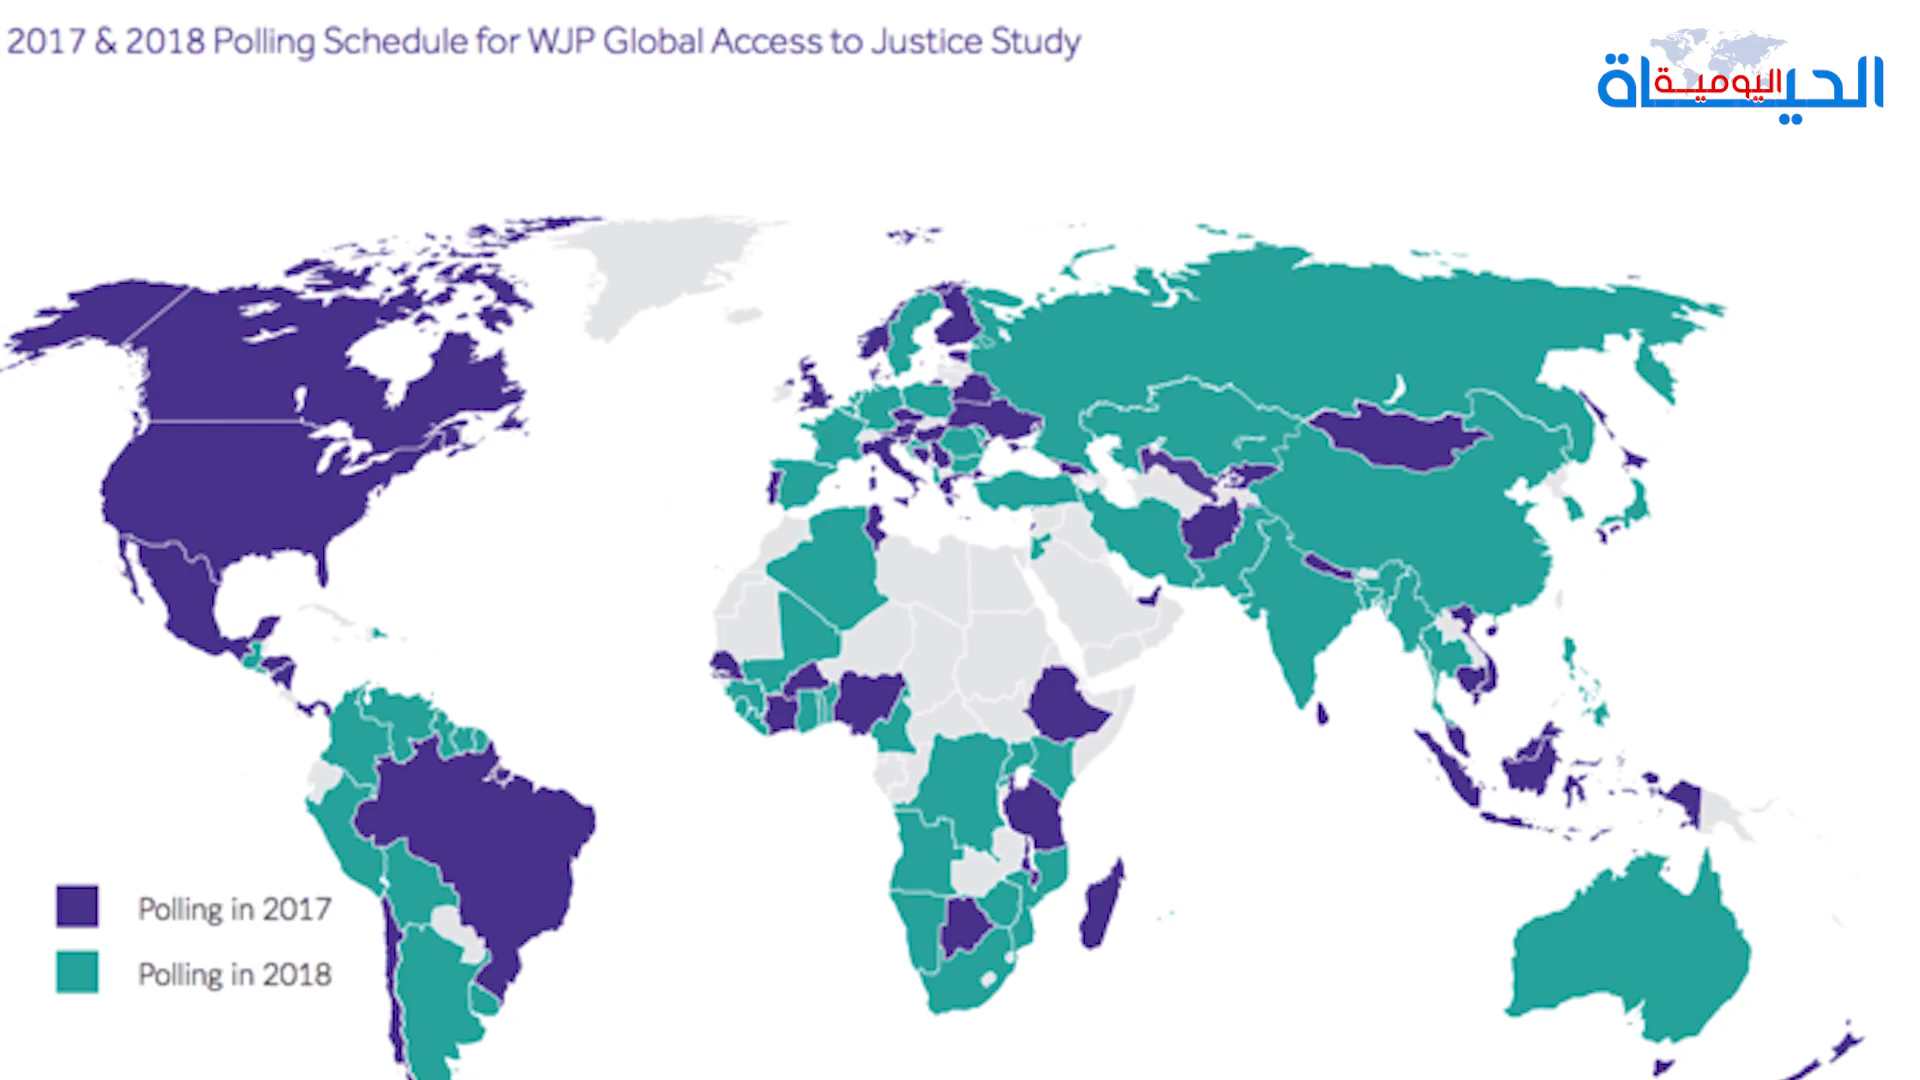 2017 & 2018 Polling Schedule for WJP Global Access to Justice Study
الحياة
اليومية
Polling in 2017
Polling in 2018